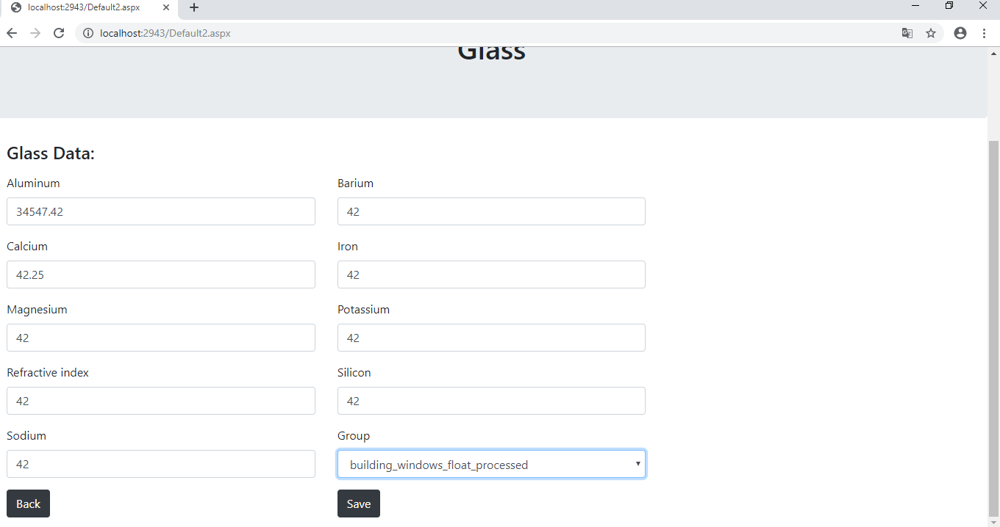 localhost:2943/Default2.aspx
localhost:2943/Default2.aspx
Glass
Glass Data:
Aluminum
34547.42
Barium
42
Calcium
42.25
Iron
42
Magnesium
42
Potassium
42
Refractive index
42
Silicon
42
Sodium
42
Group
building_windows_float_processed
Back
Save